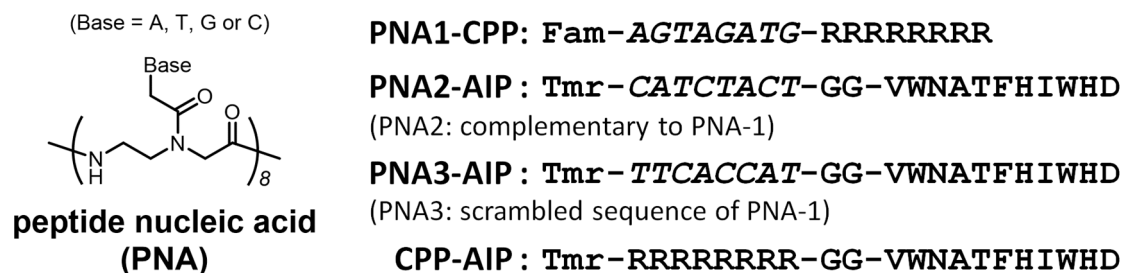 (Base = A, T, G or C)
Base
O
O
N
N
H
8
peptide nucleic acid
(PNA)
PNA1-CPP: Fam-AGTAGATG-RRRRRRRR
PNA2-AIP : Tmr-CATCTACT-GG-VWNATFHIWHD
(PNA2: complementary to PNA-1)
PNA3-AIP : Tmr-TTCACCAT-GG-VWNATFHIWHD
(PNA3: scrambled sequence of PNA-1)
CPP-AIP : Tmr-RRRRRRRR-GG-VWNATFHIWHD